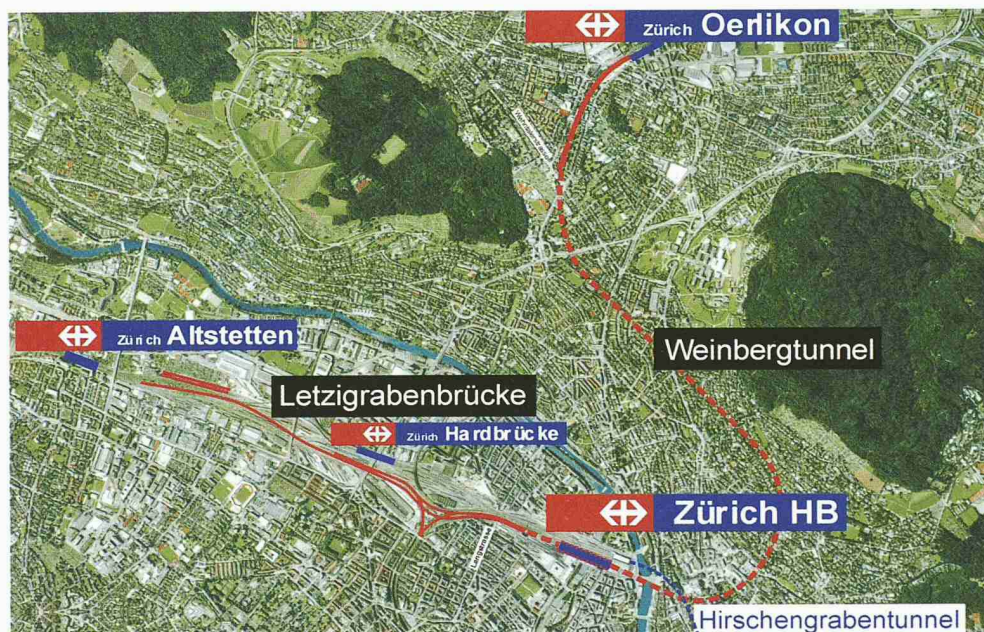 Zürich Oerlikon
Weinbergtunnel
Zürich Altstetten
Letzigrabenbrücke
Zürich Hardbrücke
Zürich HB
Hirschengrabentunnel